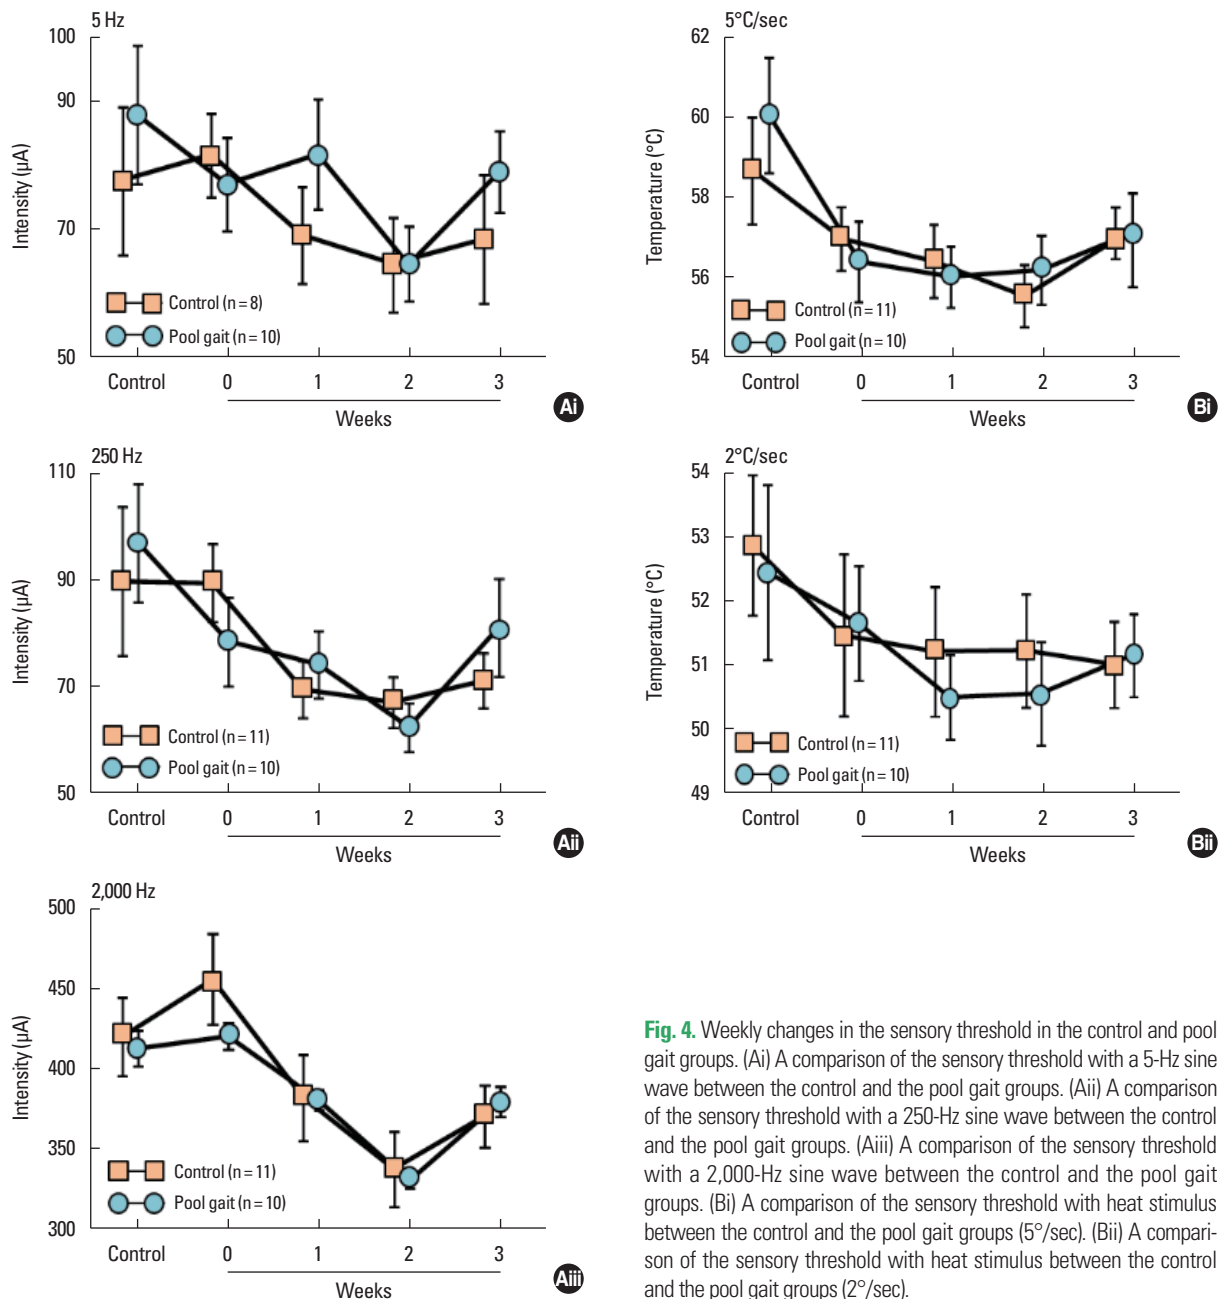 5 Hz
100
90
70
50
Intensity (µA)
Control (n = 8)
Pool gait (n = 10)
Control
0
1
2
3
Weeks
Ai
5°C/sec
62
60
58
56
54
Temperature (°C)
Control (n = 11)
Pool gait (n = 10)
Control
0
1
2
3
Weeks
Bi
250 Hz
110
90
70
50
Intensity (µA)
Control (n = 11)
Pool gait (n = 10)
Control
0
1
2
3
Weeks
Aii
2°C/sec
54
53
52
51
50
49
Temperature (°C)
Control (n = 11)
Pool gait (n = 10)
Control
0
1
2
3
Weeks
Bii
2,000 Hz
500
450
400
350
300
Intensity (µA)
Control (n = 11)
Pool gait (n = 10)
Control
0
1
2
3
Weeks
Aiii
Fig. 4. Weekly changes in the sensory threshold in the control and pool
gait groups. (Ai) A comparison of the sensory threshold with a 5-Hz sine
wave between the control and the pool gait groups. (Aii) A comparison
of the sensory threshold with a 250-Hz sine wave between the control
and the pool gait groups. (Aiii) A comparison of the sensory threshold
with a 2,000-Hz sine wave between the control and the pool gait
groups. (Bi) A comparison of the sensory threshold with heat stimulus
between the control and the pool gait groups (5°/sec). (Bii) A compari-
son of the sensory threshold with heat stimulus between the control
and the pool gait groups (2°/sec).